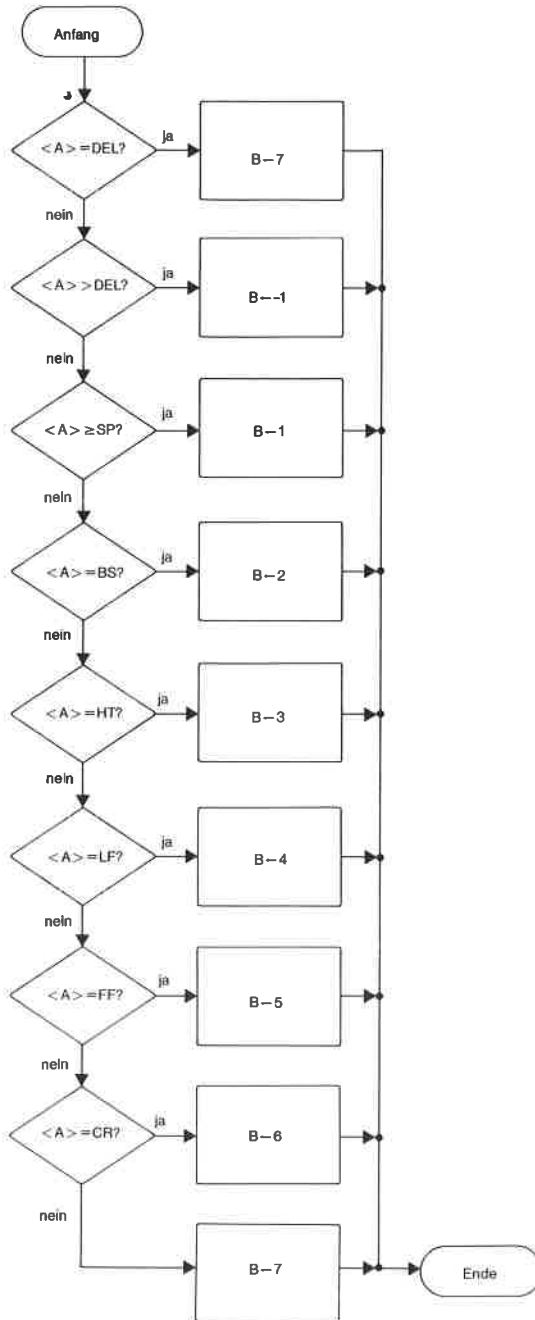 Anfang
<A>=DEL?
ja
B←7
nein
<A>>DEL?
ja
B←-1
nein
<A>≥SP?
ja
B←1
nein
<A>=BS?
ja
B←2
nein
<A>=HT?
ja
B←3
nein
<A>=LF?
ja
B←4
nein
<A>=FF?
ja
B←5
nein
<A>=CR?
ja
B←6
nein
B←7
Ende